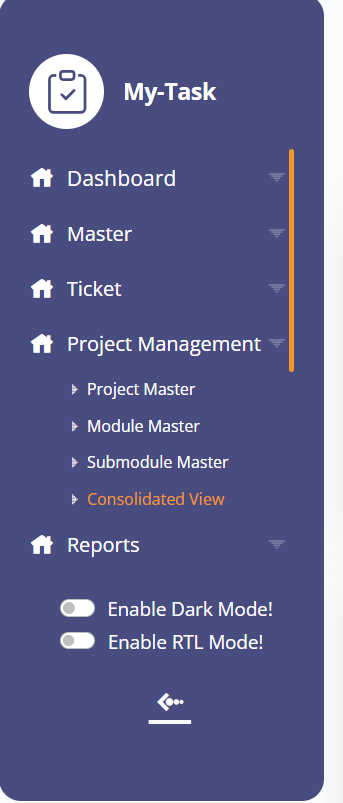 My-Task
Dashboard
Master
Ticket
Project Management
Project Master
Module Master
Submodule Master
Consolidated View
Reports
Enable Dark Mode!
Enable RTL Mode!